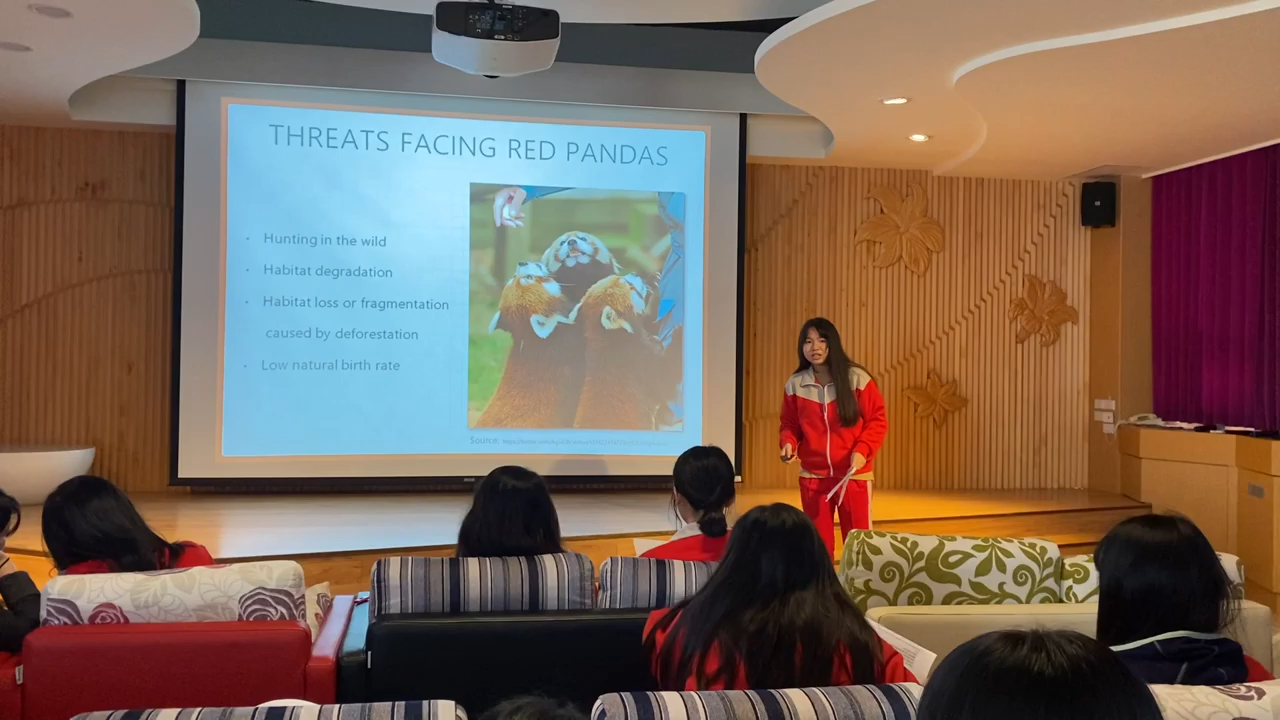 THREATS FACING RED PANDAS
- Hunting in the wild
- Habitat degradation
- Habitat loss or fragmentation
caused by deforestation
- Low natural birth rate
Source: